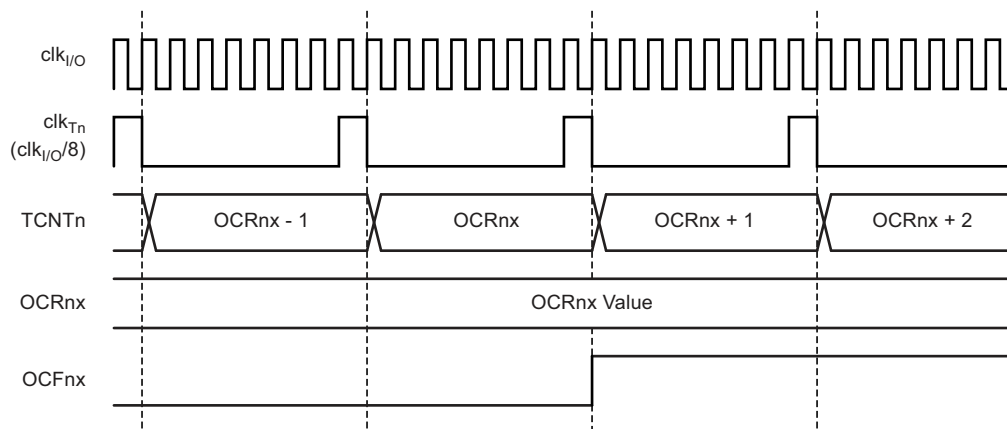 clkI/O
clkTn
(clkI/O/8)
TCNTn
OCRnx - 1
OCRnx
OCRnx + 1
OCRnx + 2
OCRnx
OCRnx Value
OCFnx